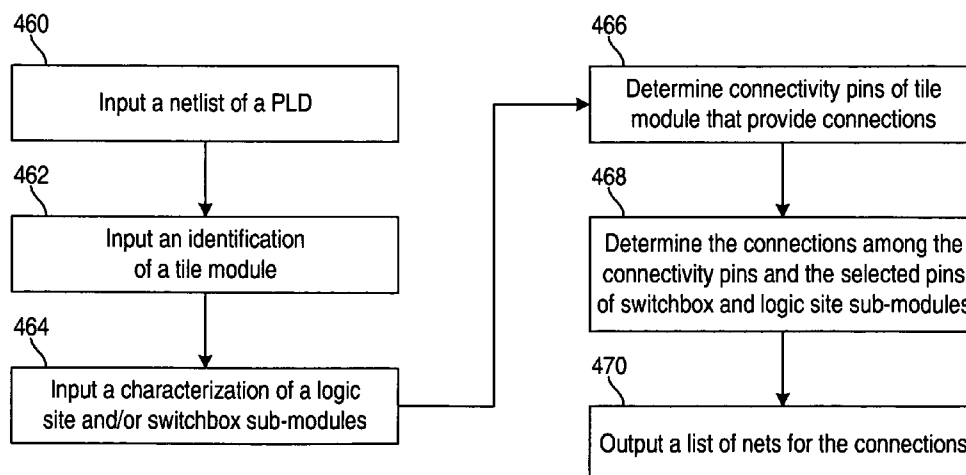 460
Input a netlist of a PLD
462
Input an identification
of a tile module
464
Input a characterization of a logic
site and/or switchbox sub-modules
466
Determine connectivity pins of tile
module that provide connections
468
Determine the connections among the
connectivity pins and the selected pins
of switchbox and logic site sub-modules
470
Output a list of nets for the connections